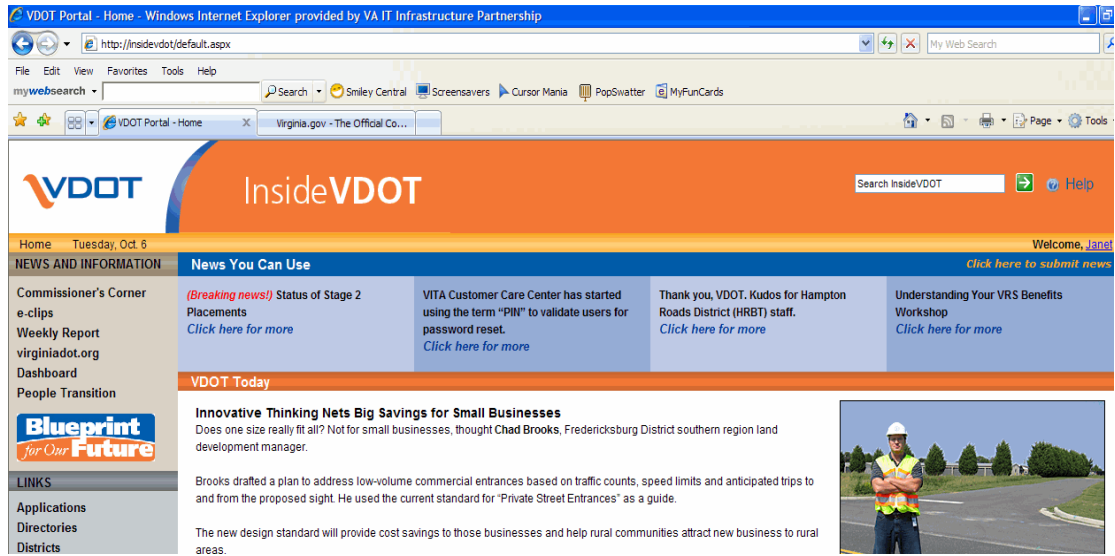 VDOT Portal - Home - Windows Internet Explorer provided by VA IT Infrastructure Partnership
http://insidevdot/default.aspx
My Web Search
File Edit View Favorites Tools Help
mywebsearch
Search Smiley Central Screensavers Cursor Mania PopSwatter MyFunCards
VDOT Portal - Home X Virginia.gov - The Official Co...
Page Tools
VDOT
InsideVDOT
Search InsideVDOT
Help
Home Tuesday, Oct. 6
Welcome, Janet
NEWS AND INFORMATION
Commissioner's Corner
e-clips
Weekly Report
virginiadot.org
Dashboard
People Transition
Blueprint
for Our Future
LINKS
Applications
Directories
Districts
News You Can Use
Click here to submit news
(Breaking news!) Status of Stage 2
Placements
Click here for more
VITA Customer Care Center has started
using the term “PIN” to validate users for
password reset.
Click here for more
Thank you, VDOT. Kudos for Hampton
Roads District (HRBT) staff.
Click here for more
Understanding Your VRS Benefits
Workshop
Click here for more
VDOT Today
Innovative Thinking Nets Big Savings for Small Businesses
Does one size really fit all? Not for small businesses, thought Chad Brooks, Fredericksburg District southern region land
development manager.
Brooks drafted a plan to address low-volume commercial entrances based on traffic counts, speed limits and anticipated trips to
and from the proposed sight. He used the current standard for “Private Street Entrances” as a guide.
The new design standard will provide cost savings to those businesses and help rural communities attract new business to rural
areas.